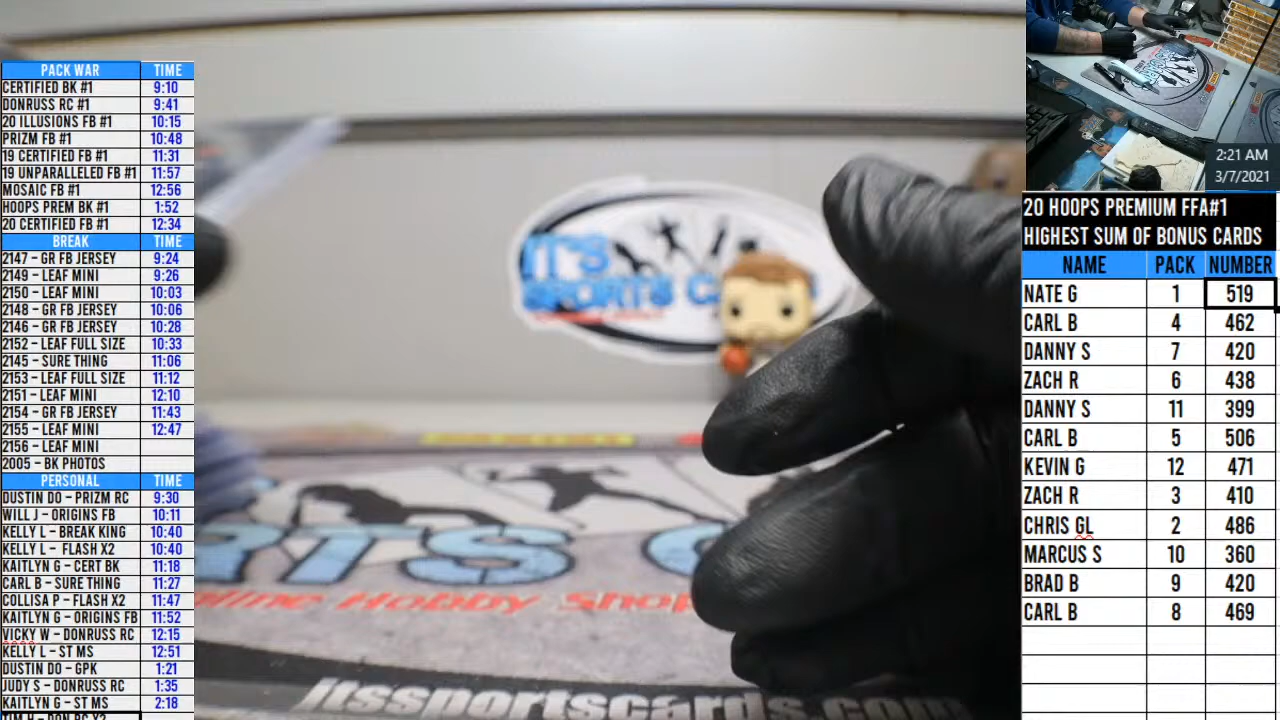 PACK WAR TIME
CERTIFIED BK #1 9:10
DONRUSS RC #1 9:41
20 ILLUSIONS FB #1 10:15
PRIZM FB #1 10:48
19 CERTIFIED FB #1 11:31
19 UNPARALLELED FB #1 11:57
MOSAIC FB #1 12:56
HOOPS PREM BK #1 1:52
20 CERTIFIED FB #1 12:34
BREAK TIME
2147 - GR FB JERSEY 9:24
2149 - LEAF MINI 9:26
2150 - LEAF MINI 10:03
2148 - GR FB JERSEY 10:06
2146 - GR FB JERSEY 10:28
2152 - LEAF FULL SIZE 10:33
2145 - SURE THING 11:06
2153 - LEAF FULL SIZE 11:12
2151 - LEAF MINI 12:10
2154 - GR FB JERSEY 11:43
2155 - LEAF MINI 12:47
2156 - LEAF MINI
2005 - BK PHOTOS
PERSONAL TIME
DUSTIN DO - PRIZM RC 9:30
WILL J - ORIGINS FB 10:11
KELLY L - BREAK KING 10:40
KELLY L - FLASH X2 10:40
KAITLYN G - CERT BK 11:18
CARL B - SURE THING 11:27
COLLISA P - FLASH X2 11:47
KAITLYN G - ORIGINS FB 11:52
VICKY W - DONRUSS RC 12:15
KELLY L - ST MS 12:51
DUSTIN DO - GPK 1:21
JUDY S - DONRUSS RC 1:35
KAITLYN G - ST MS 2:18
TIM H - DON RC X2
IT'S
SPORTS C
RTS C
nline Hobby Shop
itssportscards.com
2:21 AM
3/7/2021
20 HOOPS PREMIUM FFA#1
HIGHEST SUM OF BONUS CARDS
NAME PACK NUMBER
NATE G 1 519
CARL B 4 462
DANNY S 7 420
ZACH R 6 438
DANNY S 11 399
CARL B 5 506
KEVIN G 12 471
ZACH R 3 410
CHRIS GL 2 486
MARCUS S 10 360
BRAD B 9 420
CARL B 8 469